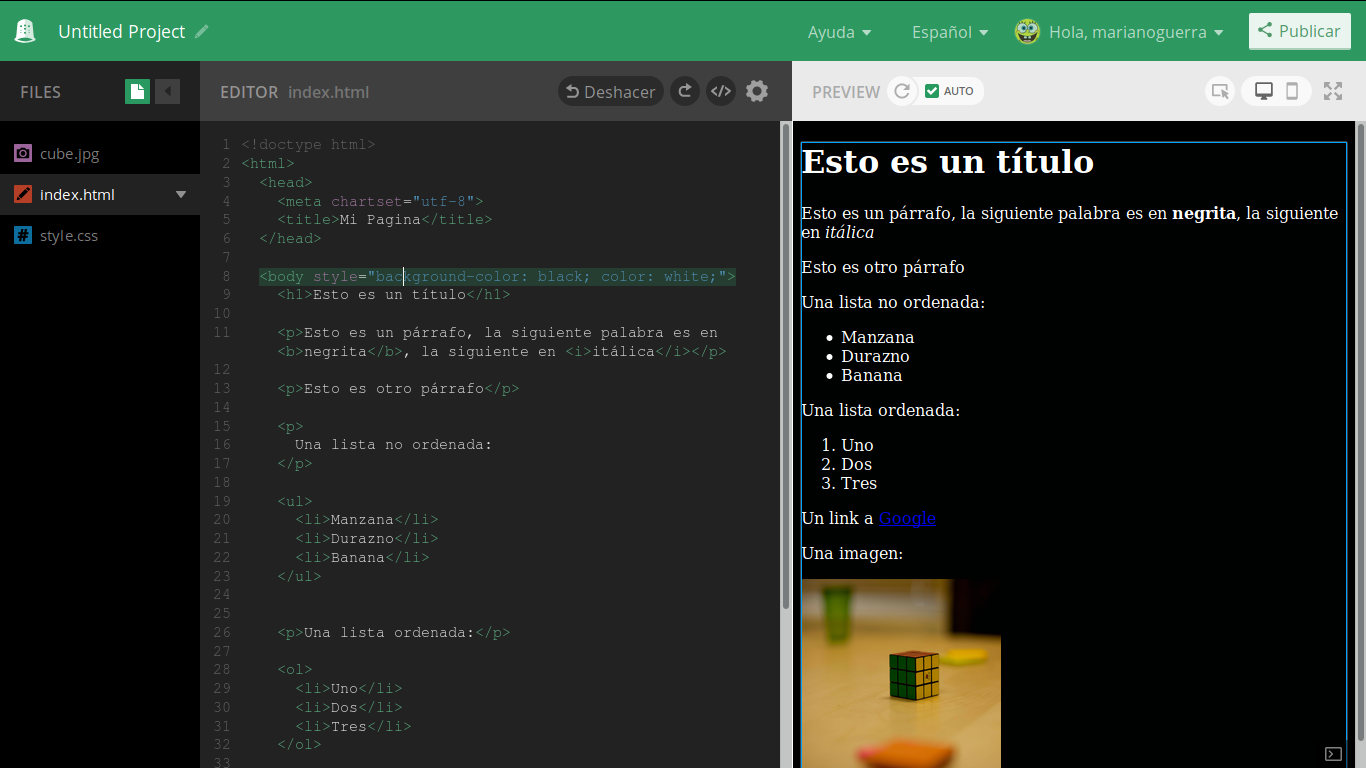 Untitled Project
Ayuda
Español
Hola, marianoguerra
Publicar
FILES
cube.jpg
index.html
style.css
EDITOR index.html
Deshacer
1 <!doctype html>
2 <html>
3 <head>
4 <meta chartset="utf-8">
5 <title>Mi Pagina</title>
6 </head>
7
8 <body style="background-color: black; color: white;">
9 <h1>Esto es un título</h1>
10
11 <p>Esto es un párrafo, la siguiente palabra es en
<b>negrita</b>, la siguiente en <i>itálica</i></p>
12
13 <p>Esto es otro párrafo</p>
14
15 <p>
16 Una lista no ordenada:
17 </p>
18
19 <ul>
20 <li>Manzana</li>
21 <li>Durazno</li>
22 <li>Banana</li>
23 </ul>
24
25
26 <p>Una lista ordenada:</p>
27
28 <ol>
29 <li>Uno</li>
30 <li>Dos</li>
31 <li>Tres</li>
32 </ol>
33
PREVIEW
AUTO
Esto es un título
Esto es un párrafo, la siguiente palabra es en negrita, la siguiente
en itálica
Esto es otro párrafo
Una lista no ordenada:
• Manzana
• Durazno
• Banana
Una lista ordenada:
1. Uno
2. Dos
3. Tres
Un link a Google
Una imagen: